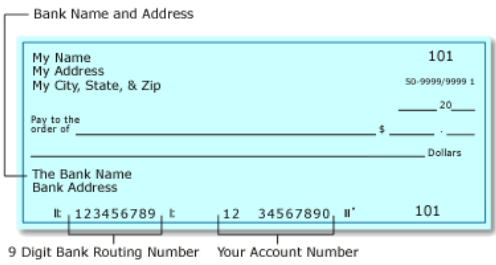 Bank Name and Address
My Name 101
My Address
My City, State, & Zip 50-9999/9999 1
20
Pay to the
order of $ .
Dollars
The Bank Name
Bank Address
⑆ 123456789 ⑆ 12 34567890 ⑈ 101
9 Digit Bank Routing Number Your Account Number